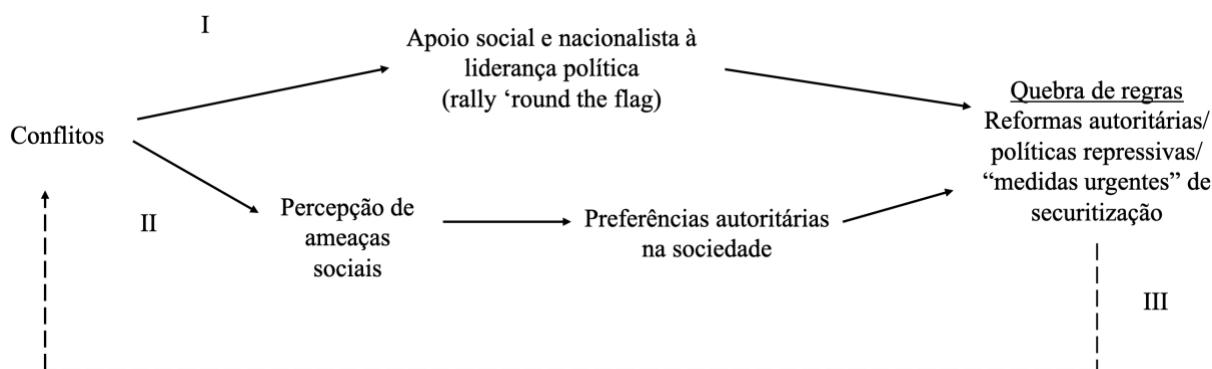 I
Apoio social e nacionalista à
liderança política
(rally ‘round the flag)
Quebra de regras
Reformas autoritárias/
políticas repressivas/
“medidas urgentes” de
securitização
Conflitos
II
Percepção de
ameaças
sociais
Preferências autoritárias
na sociedade
III